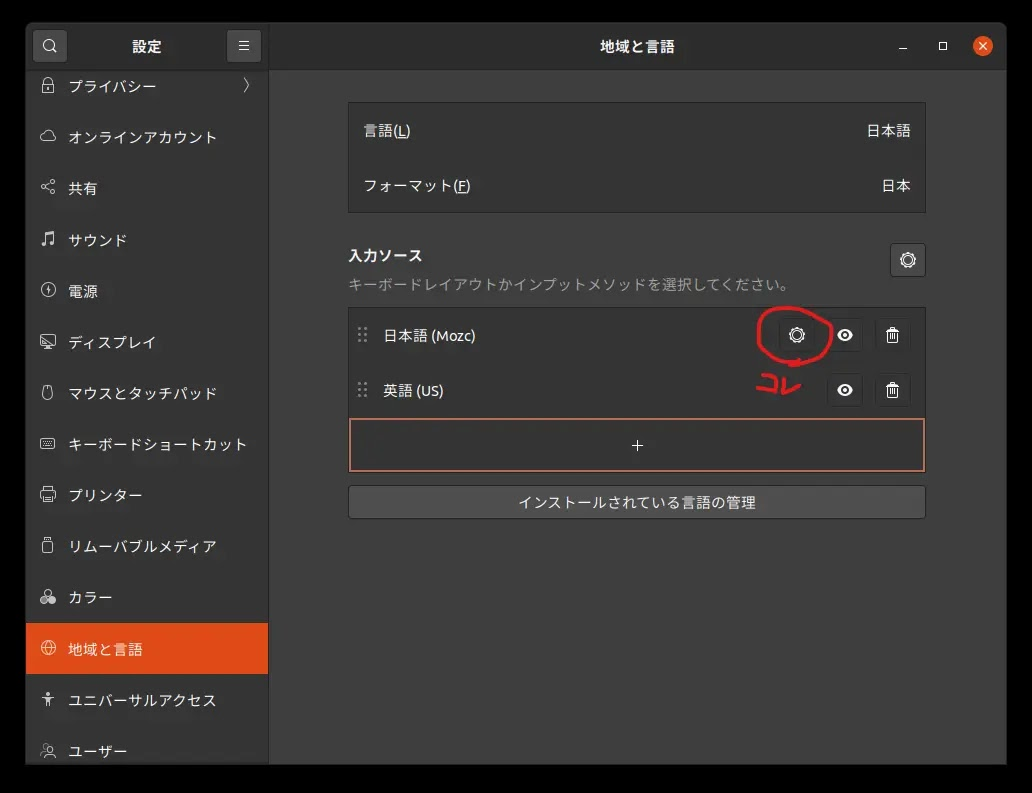 設定
プライバシー
オンラインアカウント
共有
サウンド
電源
ディスプレイ
マウスとタッチパッド
キーボードショートカット
プリンター
リムーバブルメディア
カラー
地域と言語
ユニバーサルアクセス
ユーザー
地域と言語
言語(L) 日本語
フォーマット(F) 日本
入力ソース
キーボードレイアウトかインプットメソッドを選択してください。
日本語 (Mozc)
コレ
英語 (US)
+
インストールされている言語の管理